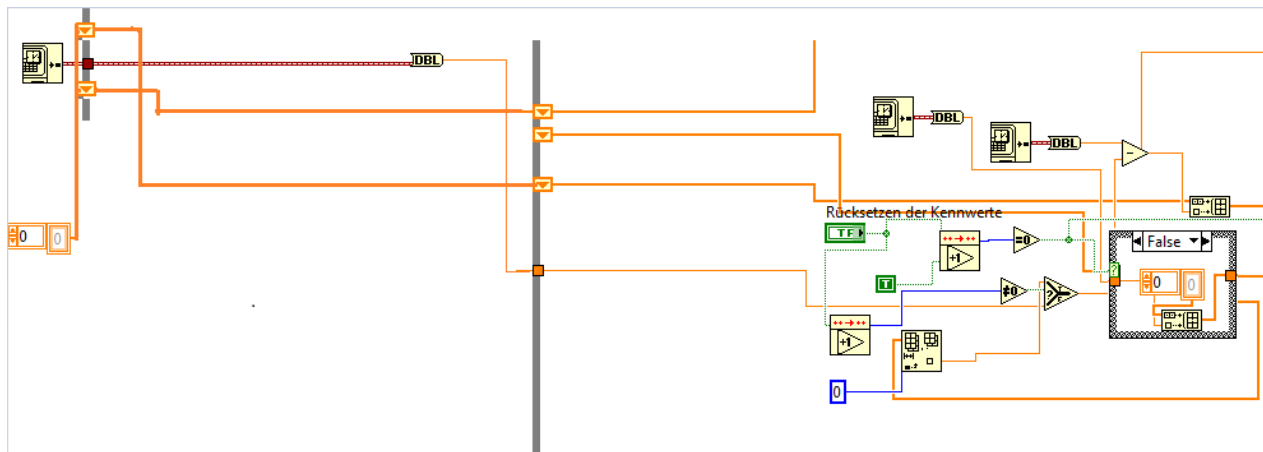 DBL
DBL
DBL
Rücksetzen der Kennwerte
TF
=0
False
0
0
T
0
0
≠0
?
T
F
+1
+1
?
0